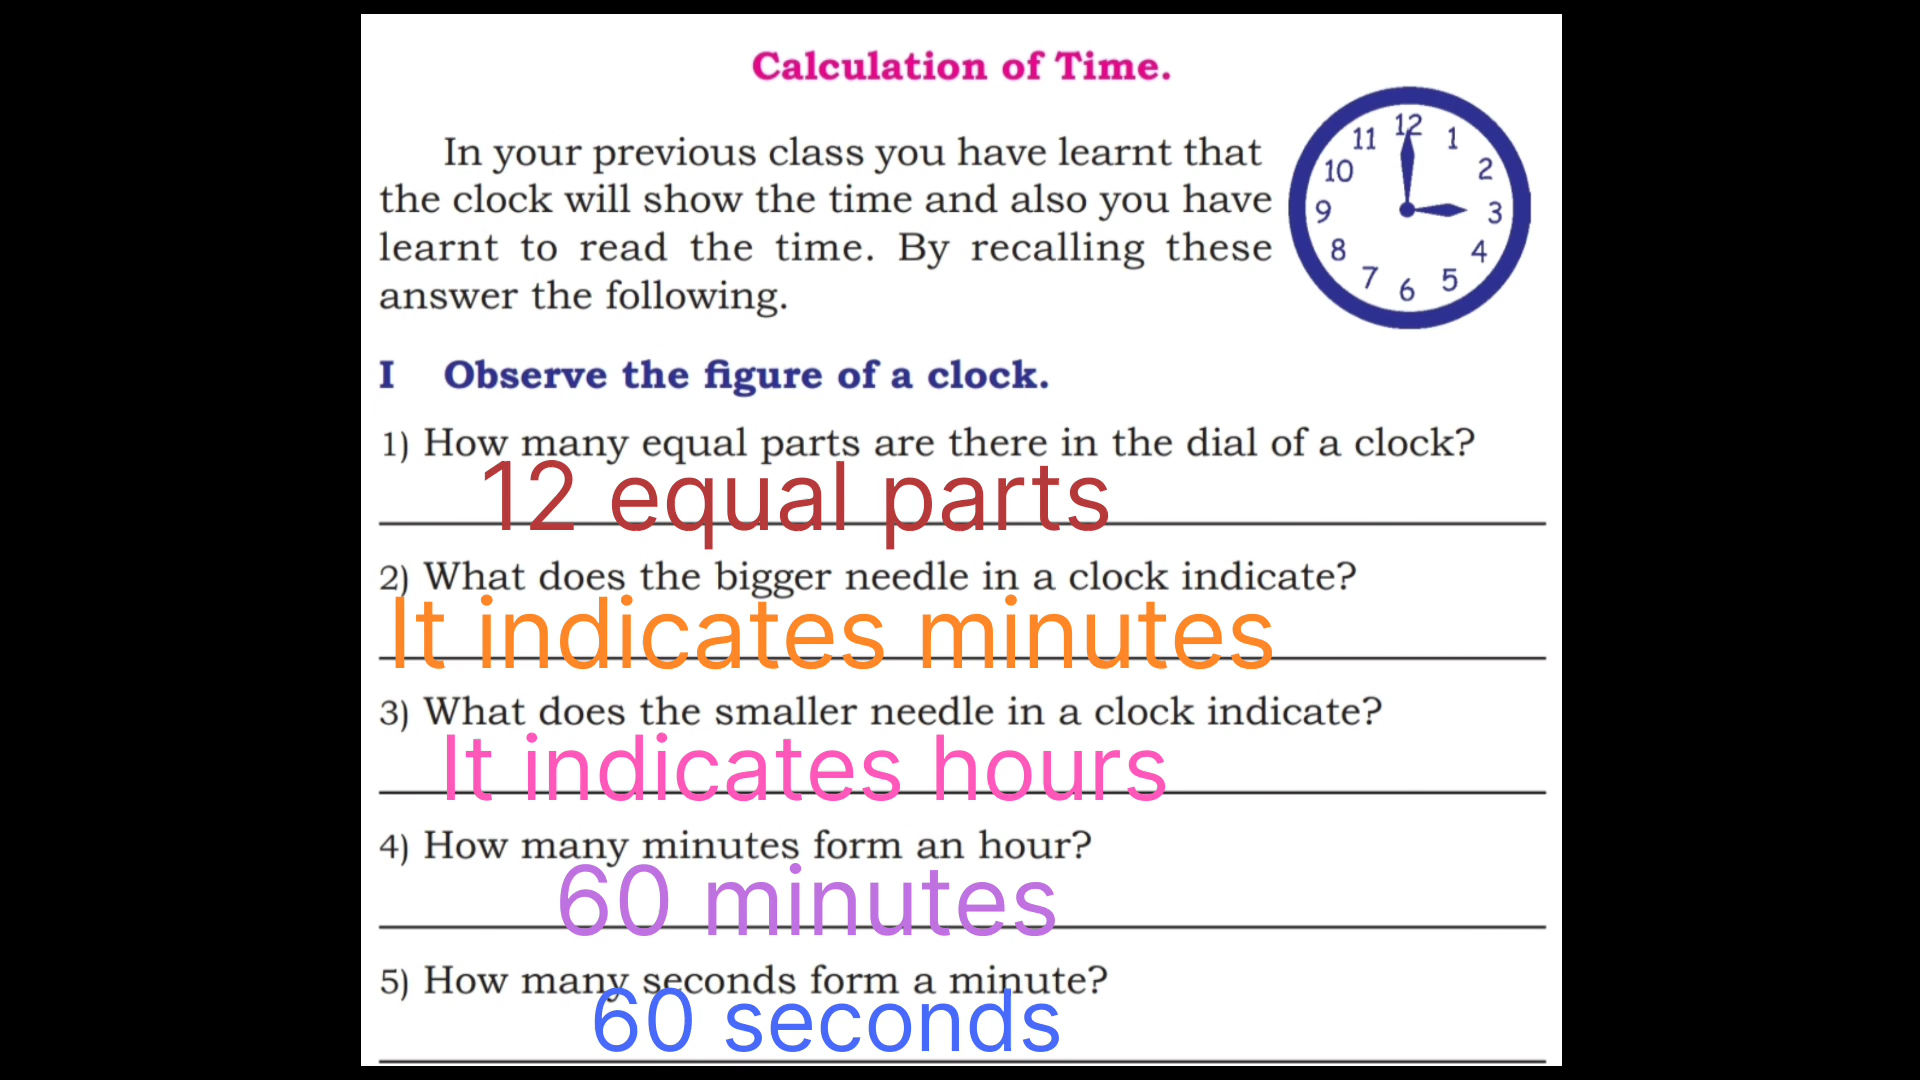 Calculation of Time.
In your previous class you have learnt that
the clock will show the time and also you have
learnt to read the time. By recalling these
answer the following.
12
11 1
10 2
9 3
8 4
7 5
6
I Observe the figure of a clock.
1) How many equal parts are there in the dial of a clock?
12 equal parts
2) What does the bigger needle in a clock indicate?
It indicates minutes
3) What does the smaller needle in a clock indicate?
It indicates hours
4) How many minutes form an hour?
60 minutes
5) How many seconds form a minute?
60 seconds